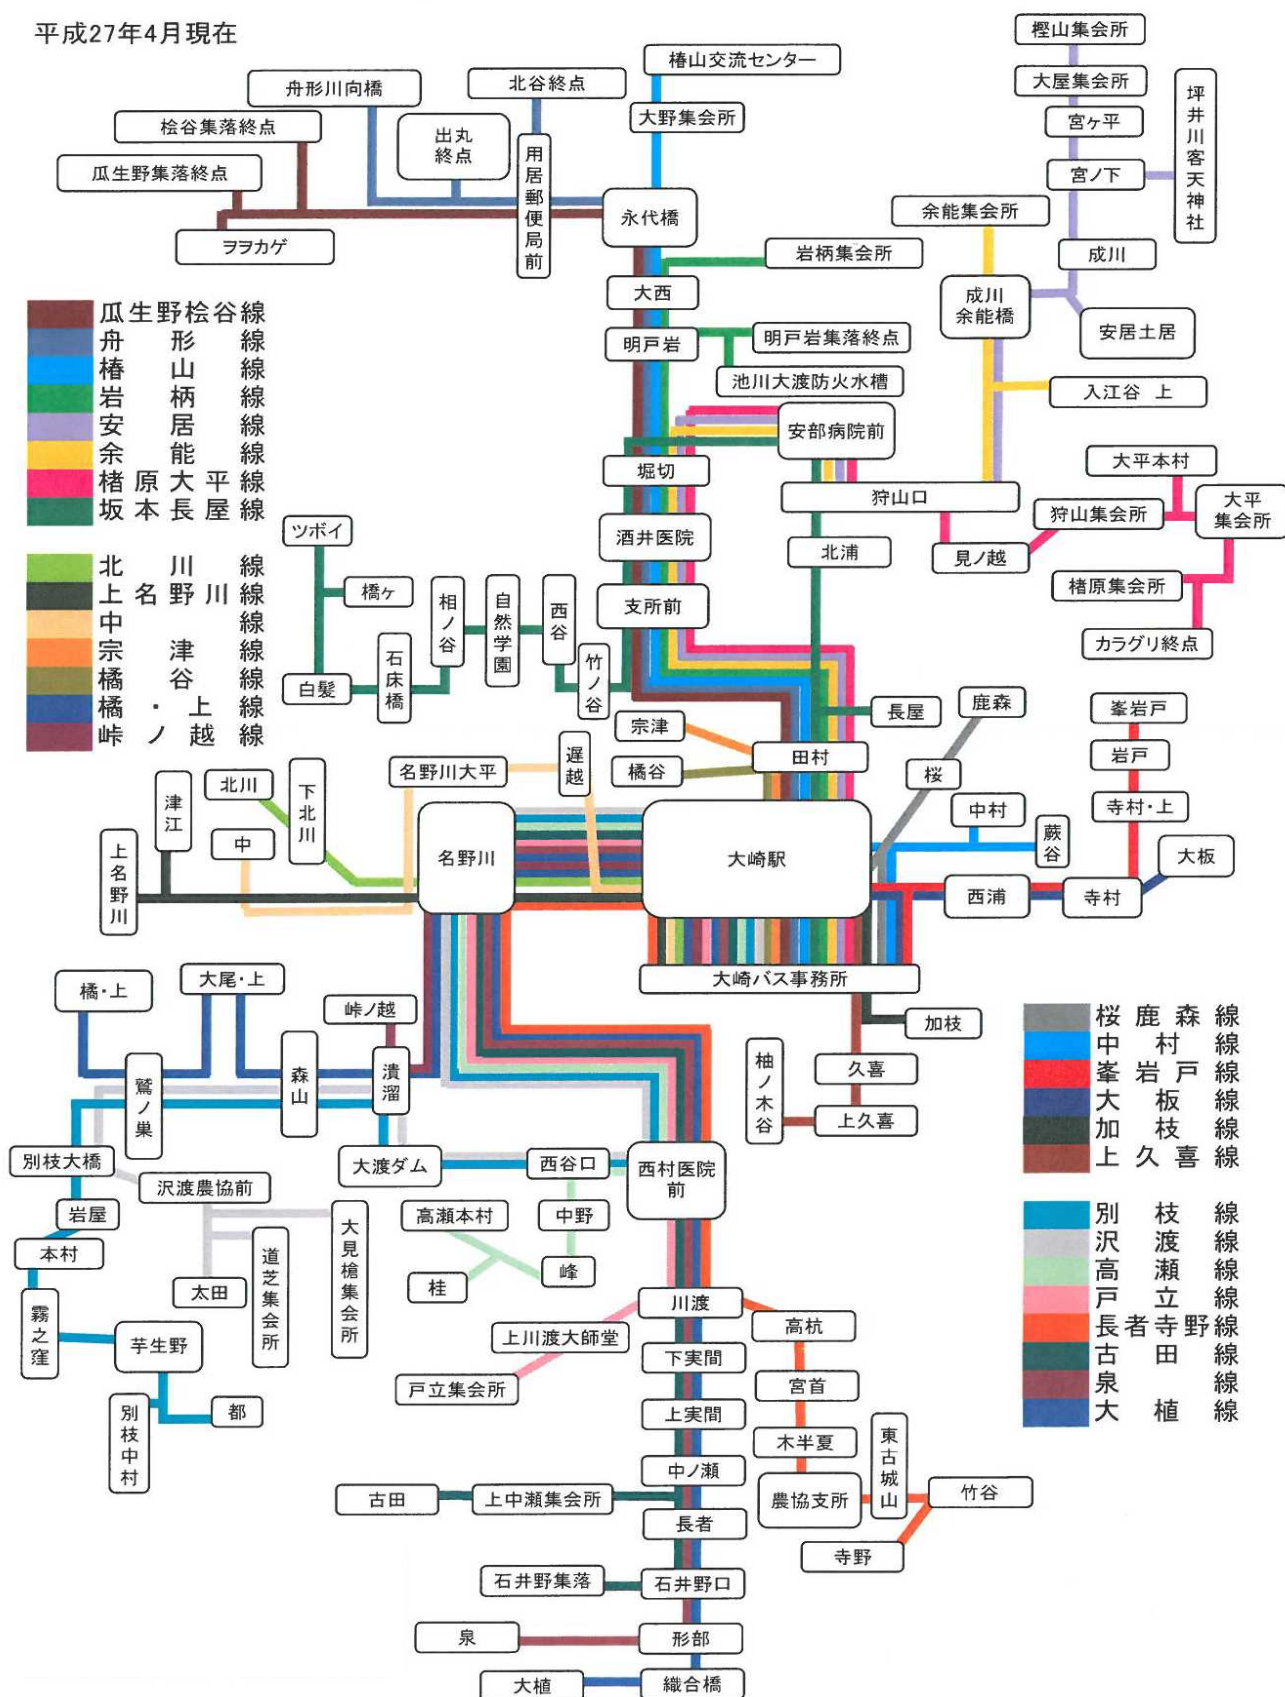 平成27年4月現在
樫山集会所
椿山交流センター
大屋集会所
北谷終点
舟形川向橋
坪井川客天神社
大野集会所
宮ヶ平
桧谷集落終点
出丸
終点
用居郵便局前
瓜生野集落終点
宮ノ下
永代橋
余能集会所
ヲヲカゲ
岩柄集会所
成川
大西
成川
余能橋
瓜生野桧谷線
舟形線
椿山線
岩柄線
安居線
余能線
楮原大平線
坂本長屋線
明戸岩
明戸岩集落終点
安居土居
池川大渡防火水槽
入江谷 上
安部病院前
堀切
大平本村
狩山口
狩山集会所
大平
集会所
ツボイ
酒井医院
北浦
見ノ越
北川線
上名野川線
中線
宗津線
橘谷線
橘・上線
峠ノ越線
橋ヶ
相ノ谷
自然学園
西谷
支所前
楮原集会所
カラグリ終点
白髪
石床橋
竹ノ谷
鹿森
峯岩戸
長屋
宗津
田村
岩戸
遅越
名野川大平
橘谷
桜
北川
下北川
津江
中村
蕨谷
寺村・上
中
名野川
大崎駅
大板
上名野川
西浦
寺村
橘・上
大尾・上
大崎バス事務所
峠ノ越
加枝
桜鹿森線
中村線
峯岩戸線
大板線
加枝線
上久喜線
鷲ノ巣
森山
潰溜
柚ノ木谷
久喜
上久喜
別枝大橋
大渡ダム
西谷口
西村医院
前
沢渡農協前
岩屋
高瀬本村
中野
別枝線
沢渡線
高瀬線
戸立線
長者寺野線
古田線
泉線
大植線
本村
大見槍集会所
道芝集会所
太田
桂
峰
霧之窪
川渡
芋生野
上川渡大師堂
高杭
下実間
戸立集会所
宮首
別枝中村
都
上実間
木半夏
東古城山
中ノ瀬
古田
上中瀬集会所
農協支所
竹谷
長者
寺野
石井野集落
石井野口
泉
形部
大植
織合橋